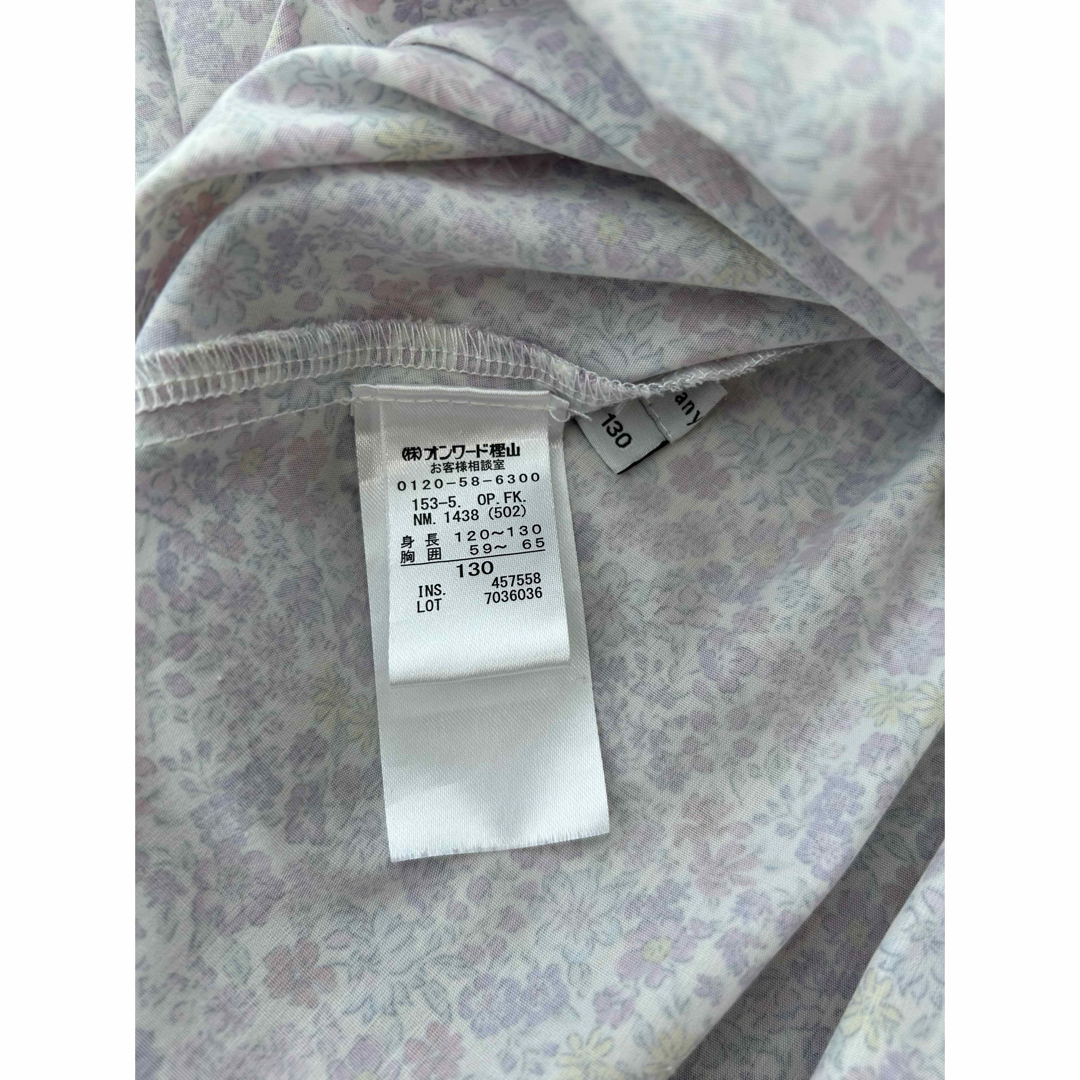 ㈱オンワード樫山
お客様相談室
0120-58-6300
153-5. OP.FK.
NM. 1438 (502)
身長 120～130
胸囲 59～ 65
130
INS. 457558
LOT 7036036
130
any